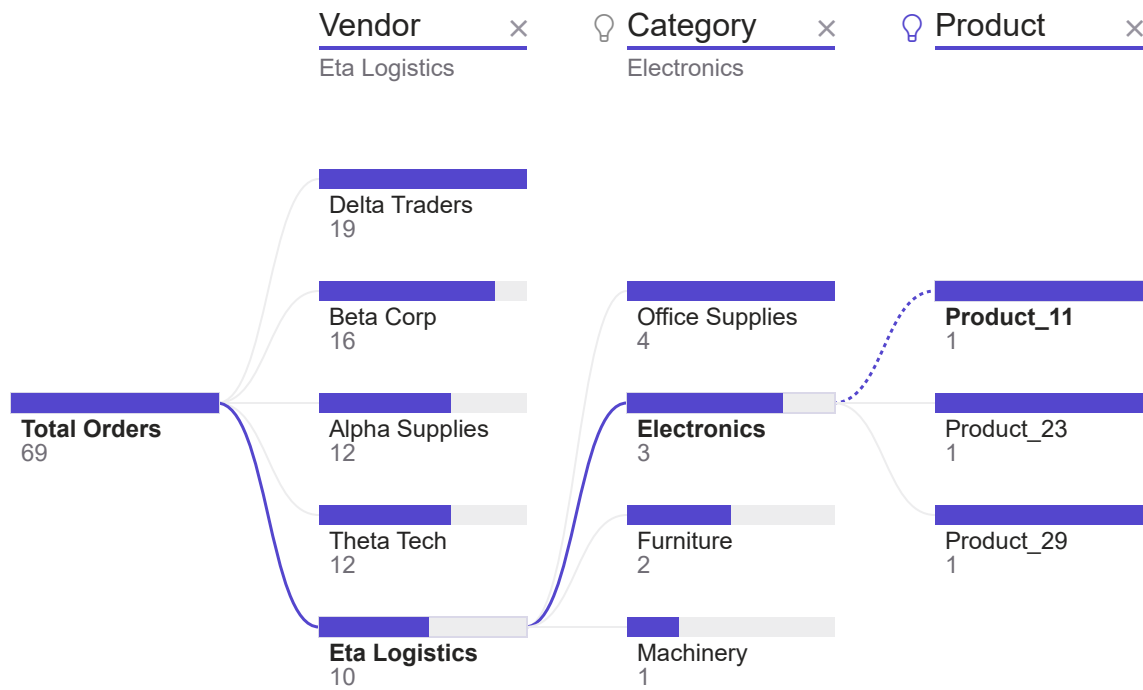 Vendor
Category
Product
Eta Logistics
Electronics
Delta Traders
19
Beta Corp
16
Office Supplies
4
Product_11
1
Total Orders
69
Alpha Supplies
12
Electronics
3
Product_23
1
Theta Tech
12
Furniture
2
Product_29
1
Eta Logistics
10
Machinery
1